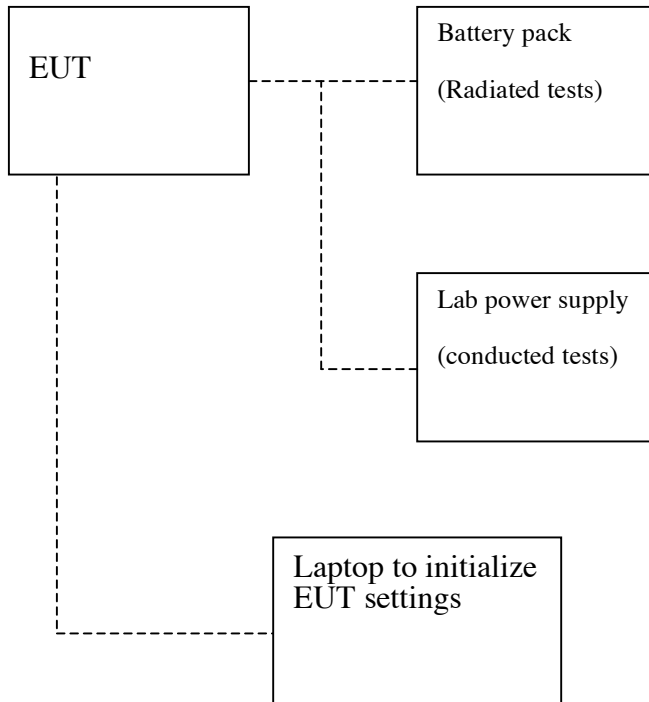 EUT
Battery pack
(Radiated tests)
Lab power supply
(conducted tests)
Laptop to initialize
EUT settings